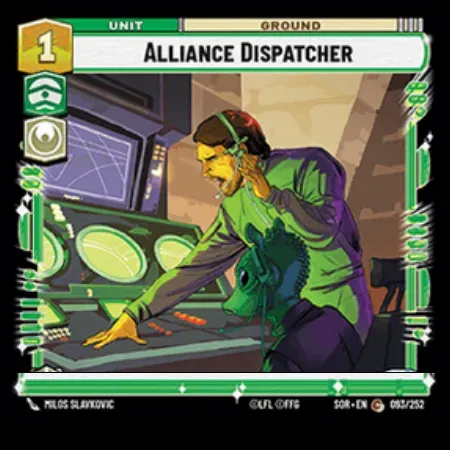 UNIT
GROUND
1
ALLIANCE DISPATCHER
MILOS SLAVKOVIC
©LFL ©FFG
SOR • EN C 093/252